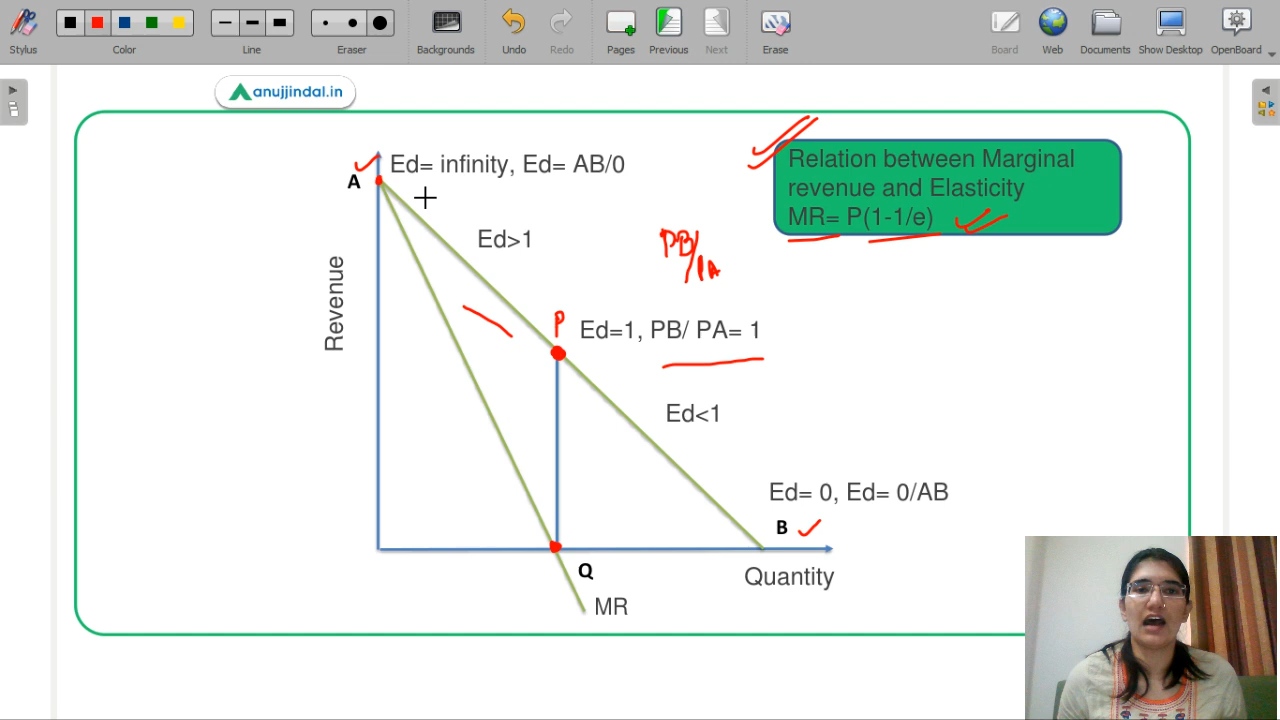 Stylus
Color
Line
Eraser
Backgrounds
Undo
Redo
Pages
Previous
Next
Erase
Board
Web
Documents
Show Desktop
OpenBoard
anujjindal.in
Relation between Marginal
revenue and Elasticity
MR= P(1-1/e)
A
Ed= infinity, Ed= AB/0
Ed>1
PB/PA
Revenue
P
Ed=1, PB/ PA= 1
Ed<1
Ed= 0, Ed= 0/AB
B
Q
Quantity
MR